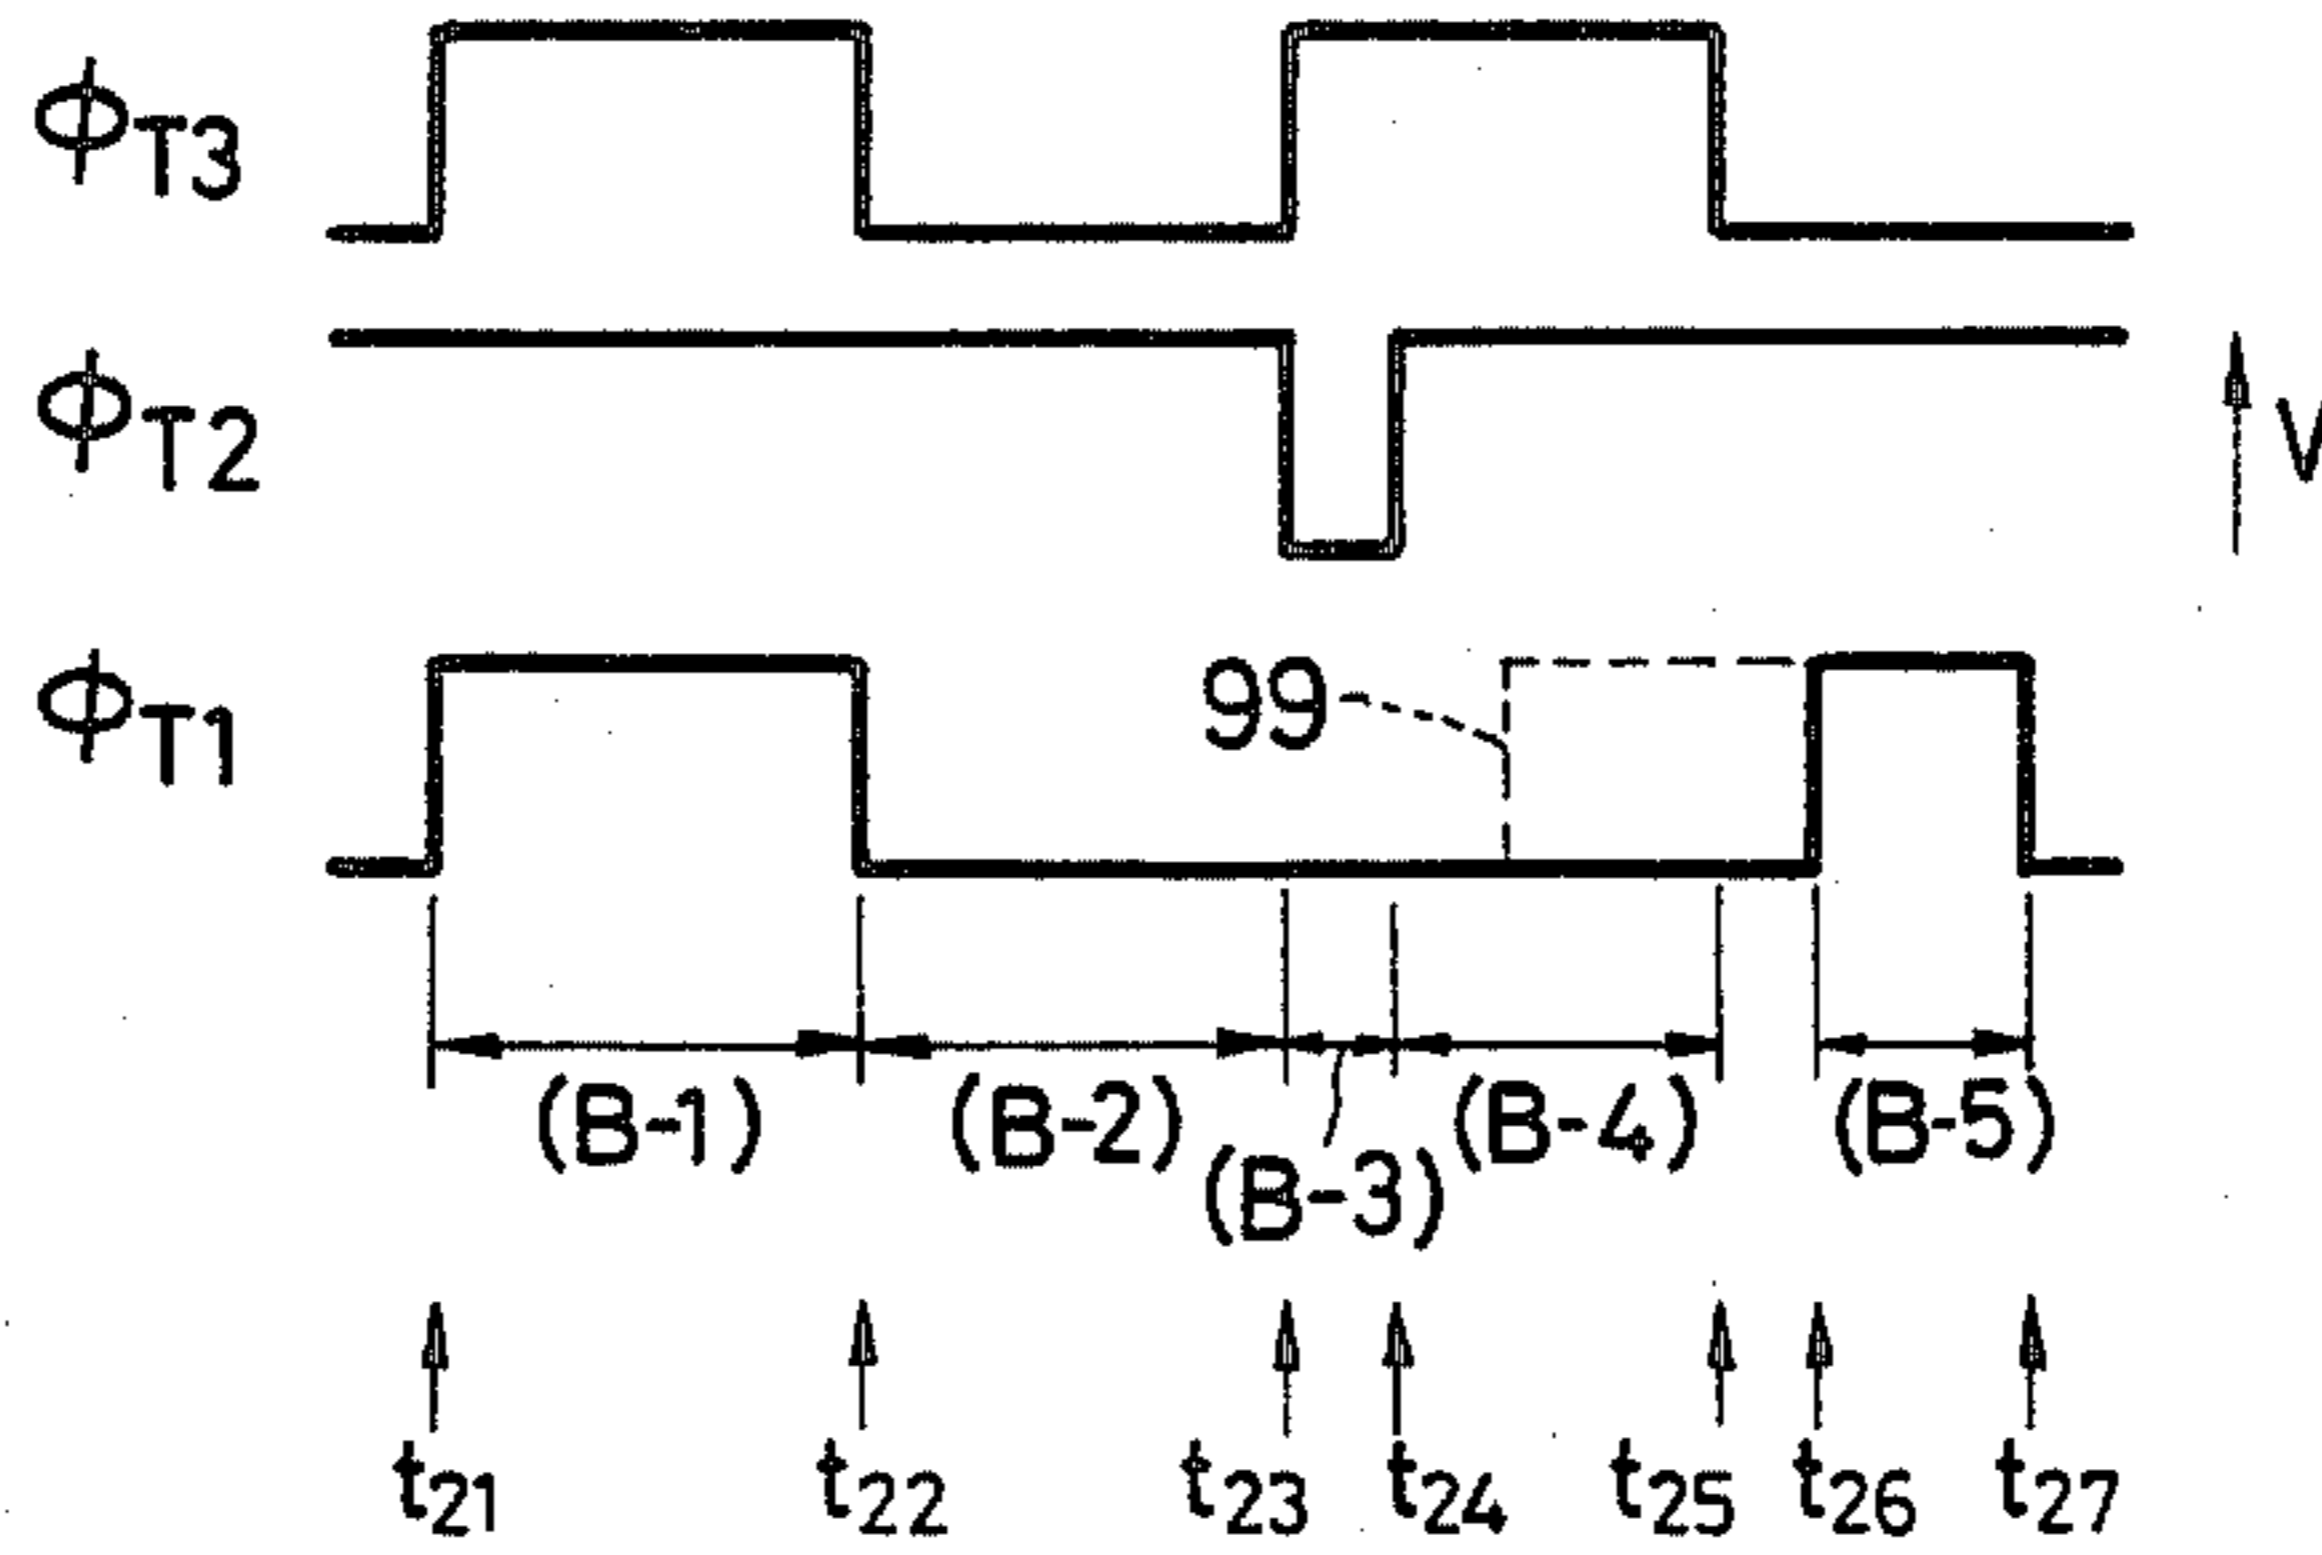 ϕT3
ϕT2
V
ϕT1
99
(B-1) (B-2) (B-3) (B-4) (B-5)
t21 t22 t23 t24 t25 t26 t27